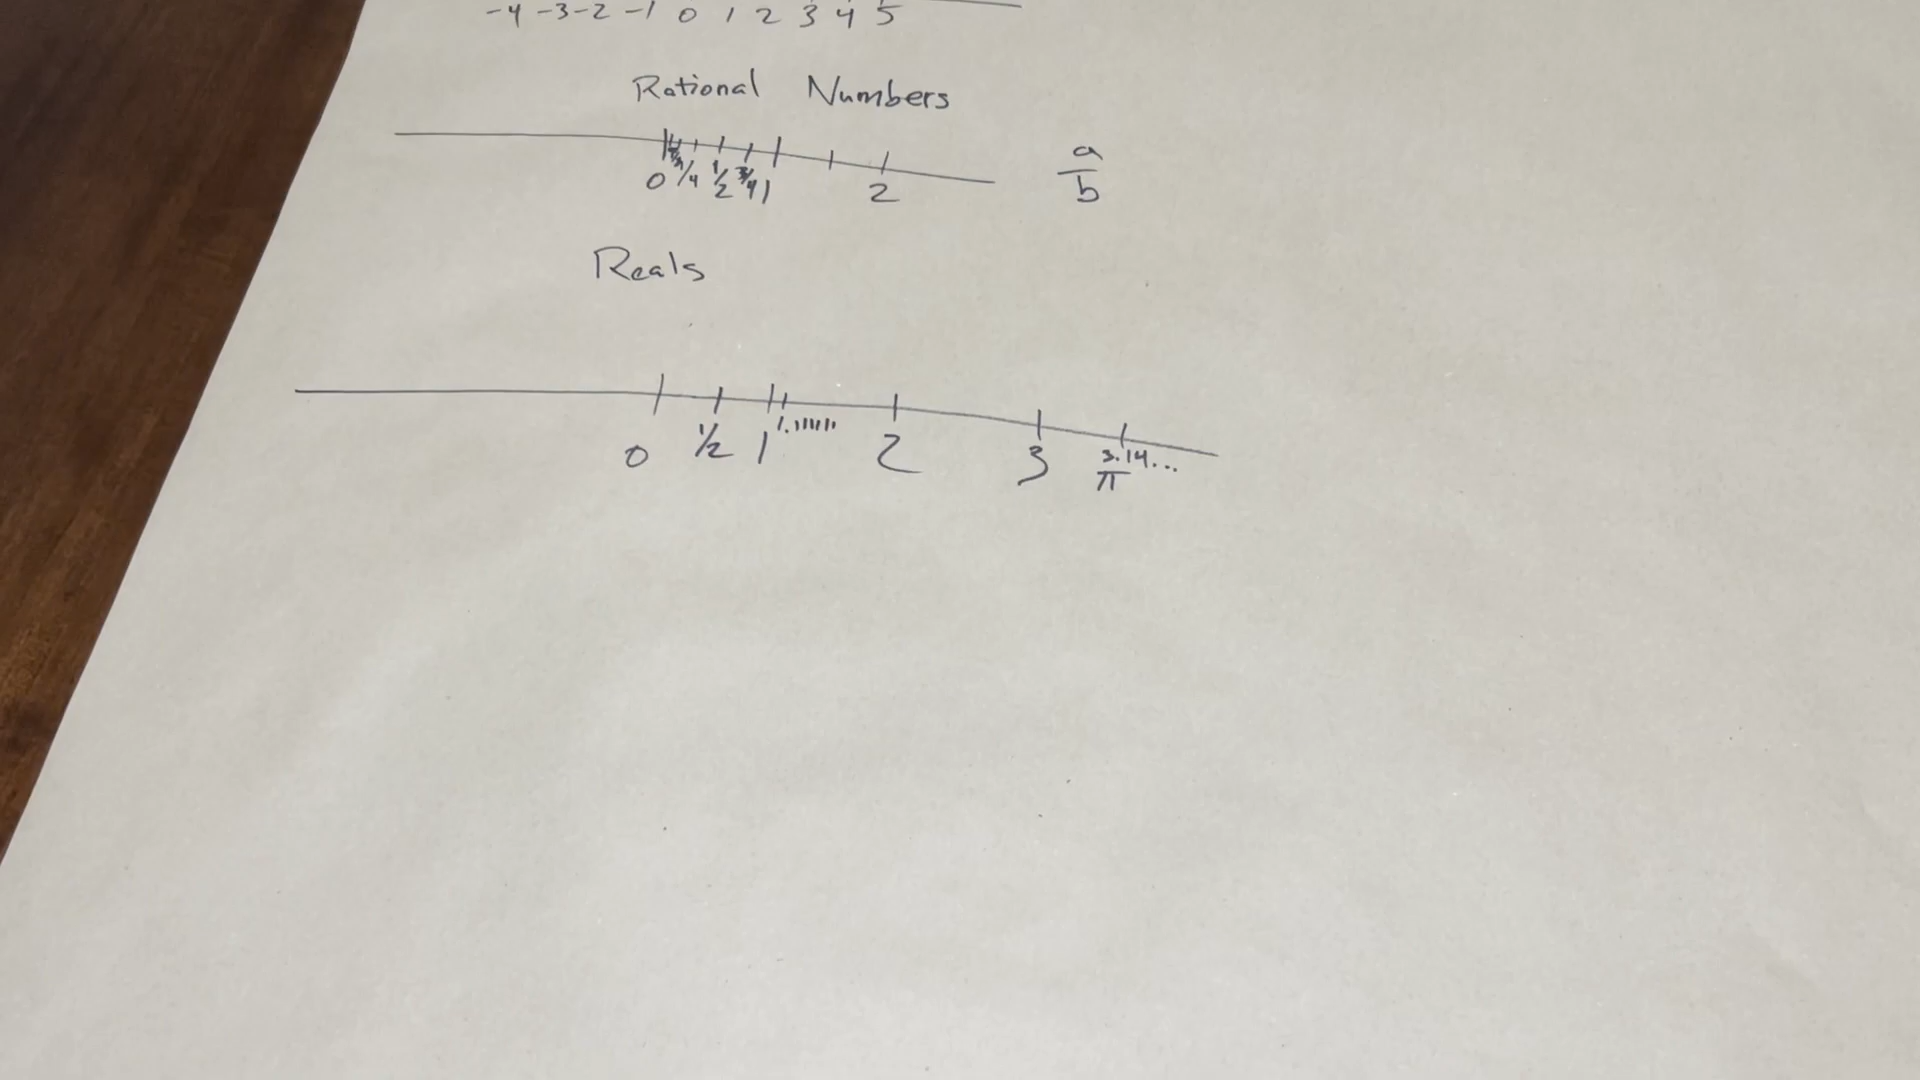 -4 -3 -2 -1 0 1 2 3 4 5
Rational Numbers
0 1/4 1/2 3/4 1 2
a
b
Reals
0 1/2 1 1.111111 2 3 3.14...
π